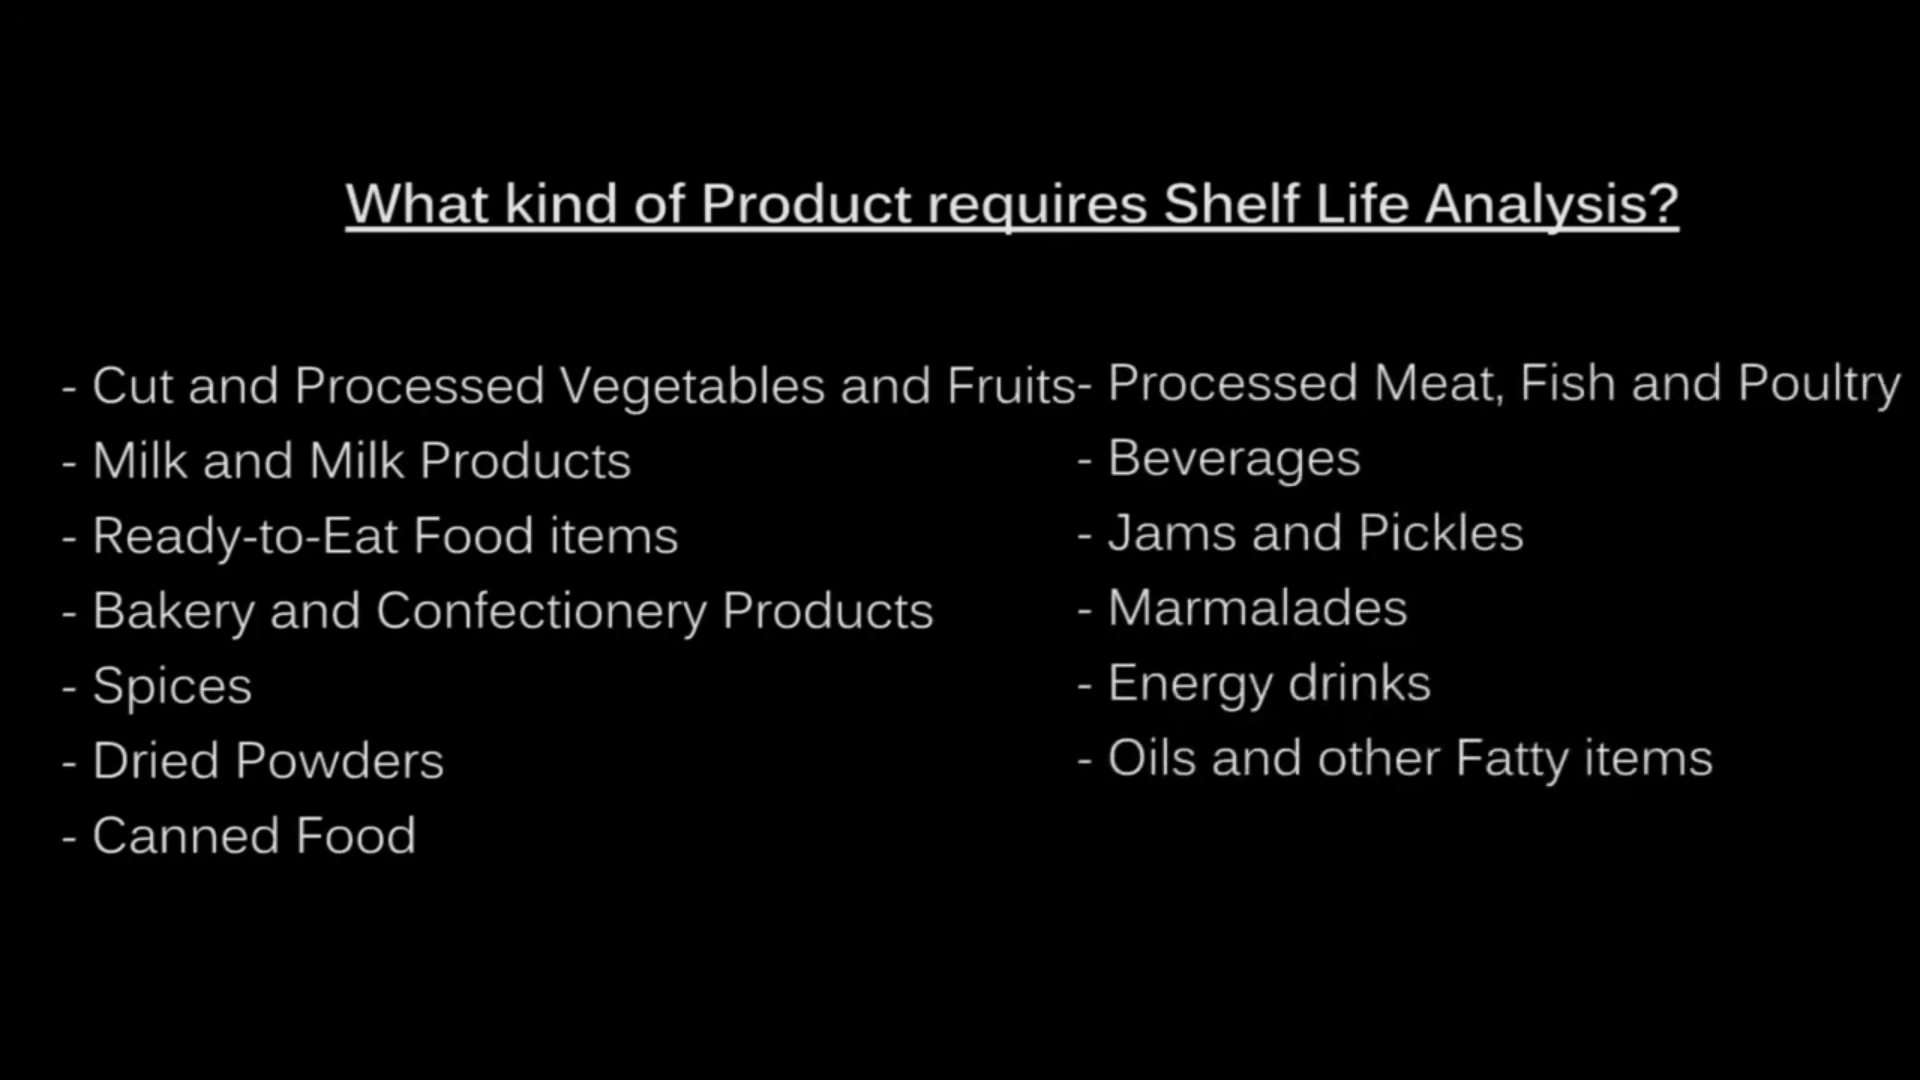 What kind of Product requires Shelf Life Analysis?
- Cut and Processed Vegetables and Fruits
- Milk and Milk Products
- Ready-to-Eat Food items
- Bakery and Confectionery Products
- Spices
- Dried Powders
- Canned Food
- Processed Meat, Fish and Poultry
- Beverages
- Jams and Pickles
- Marmalades
- Energy drinks
- Oils and other Fatty items